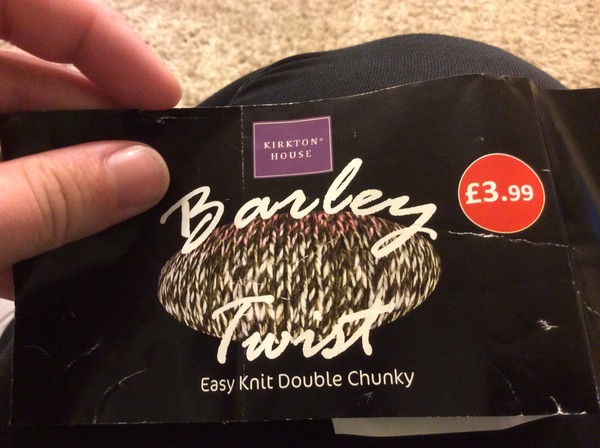 KIRKTON®
HOUSE
Barley
£3.99
Twist
Easy Knit Double Chunky